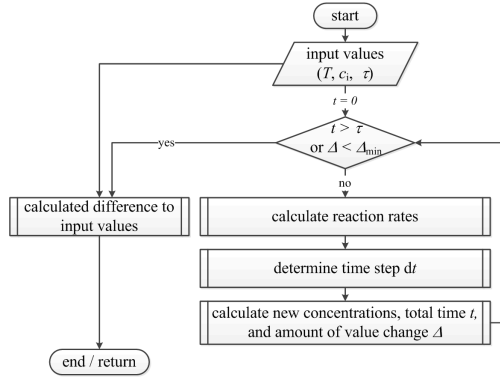 start
input values
(T, cᵢ, τ)
t = 0
t > τ
or Δ < Δmin
yes
no
calculated difference to
input values
calculate reaction rates
determine time step dt
calculate new concentrations, total time t,
and amount of value change Δ
end / return